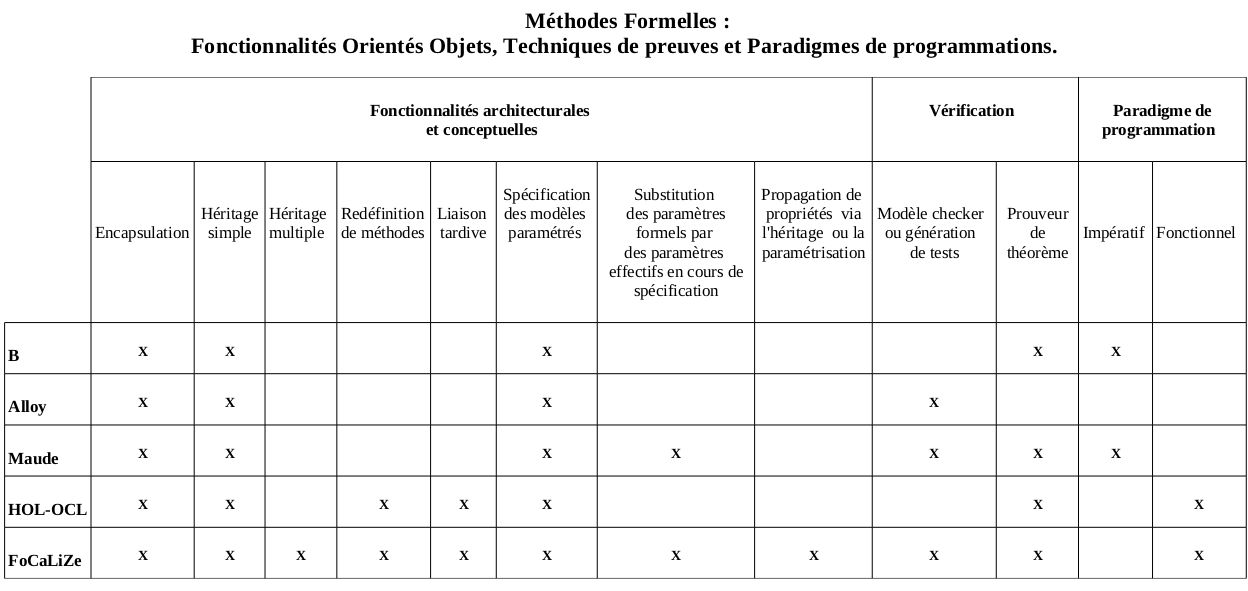 Méthodes Formelles :
Fonctionnalités Orientés Objets, Techniques de preuves et Paradigmes de programmations.
Fonctionnalités architecturales
et conceptuelles
Vérification
Paradigme de
programmation
Encapsulation
Héritage
simple
Héritage
multiple
Redéfinition
de méthodes
Liaison
tardive
Spécification
des modèles
paramétrés
Substitution
des paramètres
formels par
des paramètres
effectifs en cours de
spécification
Propagation de
propriétés via
l'héritage ou la
paramétrisation
Modèle checker
ou génération
de tests
Prouveur
de
théorème
Impératif
Fonctionnel
B x x x x x
Alloy x x x x
Maude x x x x x x x
HOL-OCL x x x x x x x
FoCaLiZe x x x x x x x x x x x